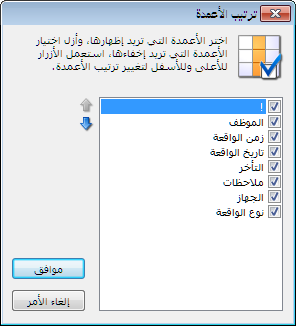 ترتيب الأعمدة
اختر الأعمدة التي تريد إظهارها، وأزل اختيار
الأعمدة التي تريد إخفاءها، استعمل الأزرار
للأعلى وللأسفل لتغيير ترتيب الأعمدة.
!
الموظف
زمن الواقعة
تاريخ الواقعة
التأخر
ملاحظات
الجهاز
نوع الواقعة
موافق
إلغاء الأمر